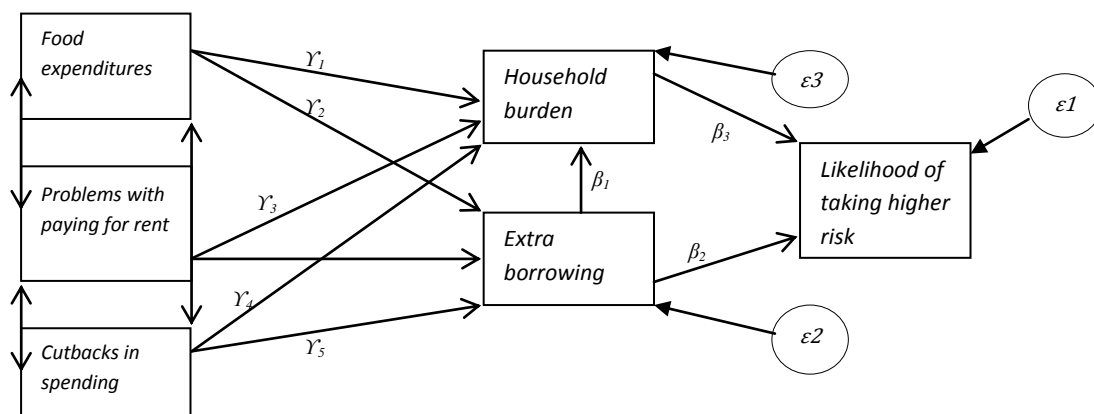 Food
expenditures
Problems with
paying for rent
Cutbacks in
spending
ϒ1
ϒ2
ϒ3
ϒ4
ϒ5
Household
burden
β1
Extra
borrowing
ε3
β3
β2
ε2
ε1
Likelihood of
taking higher
risk